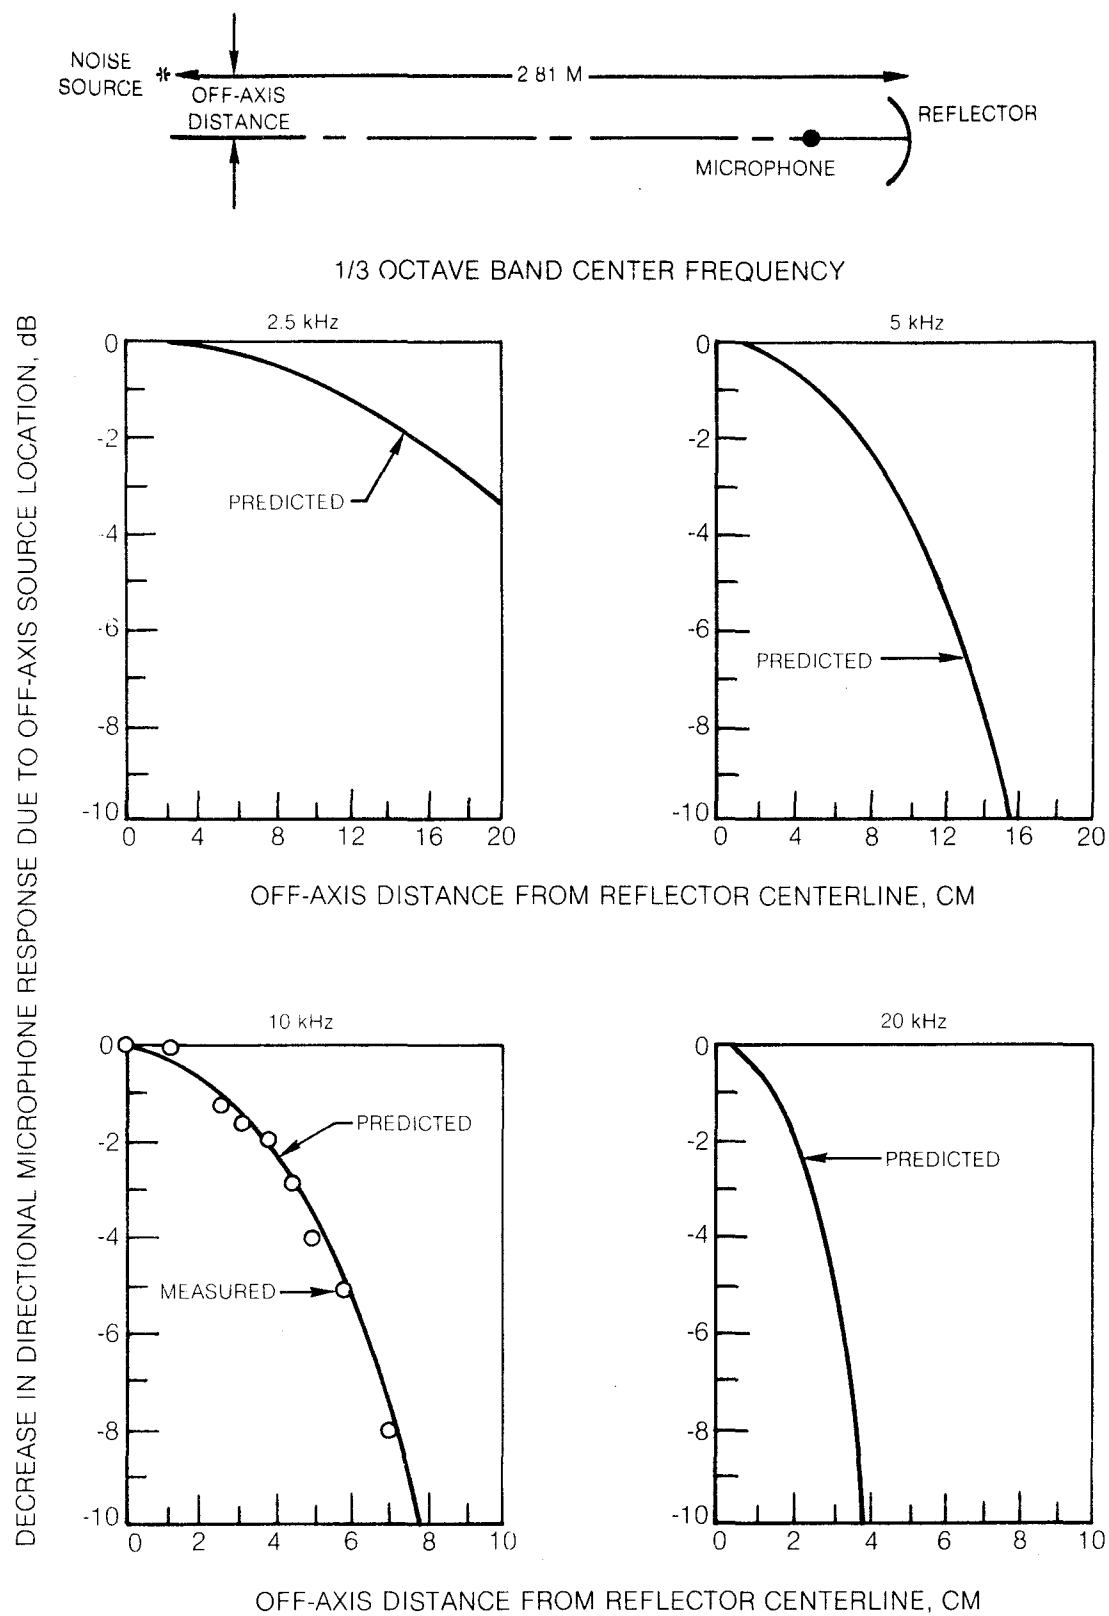 NOISE
SOURCE
2 81 M
OFF-AXIS
DISTANCE
REFLECTOR
MICROPHONE
1/3 OCTAVE BAND CENTER FREQUENCY
DECREASE IN DIRECTIONAL MICROPHONE RESPONSE DUE TO OFF-AXIS SOURCE LOCATION, dB
2.5 kHz
0
-2
-4
-6
-8
-10
PREDICTED
0 4 8 12 16 20
5 kHz
0
-2
-4
-6
-8
-10
PREDICTED
0 4 8 12 16 20
OFF-AXIS DISTANCE FROM REFLECTOR CENTERLINE, CM
10 kHz
0
-2
-4
-6
-8
-10
PREDICTED
MEASURED
0 2 4 6 8 10
20 kHz
0
-2
-4
-6
-8
-10
PREDICTED
0 2 4 6 8 10
OFF-AXIS DISTANCE FROM REFLECTOR CENTERLINE, CM